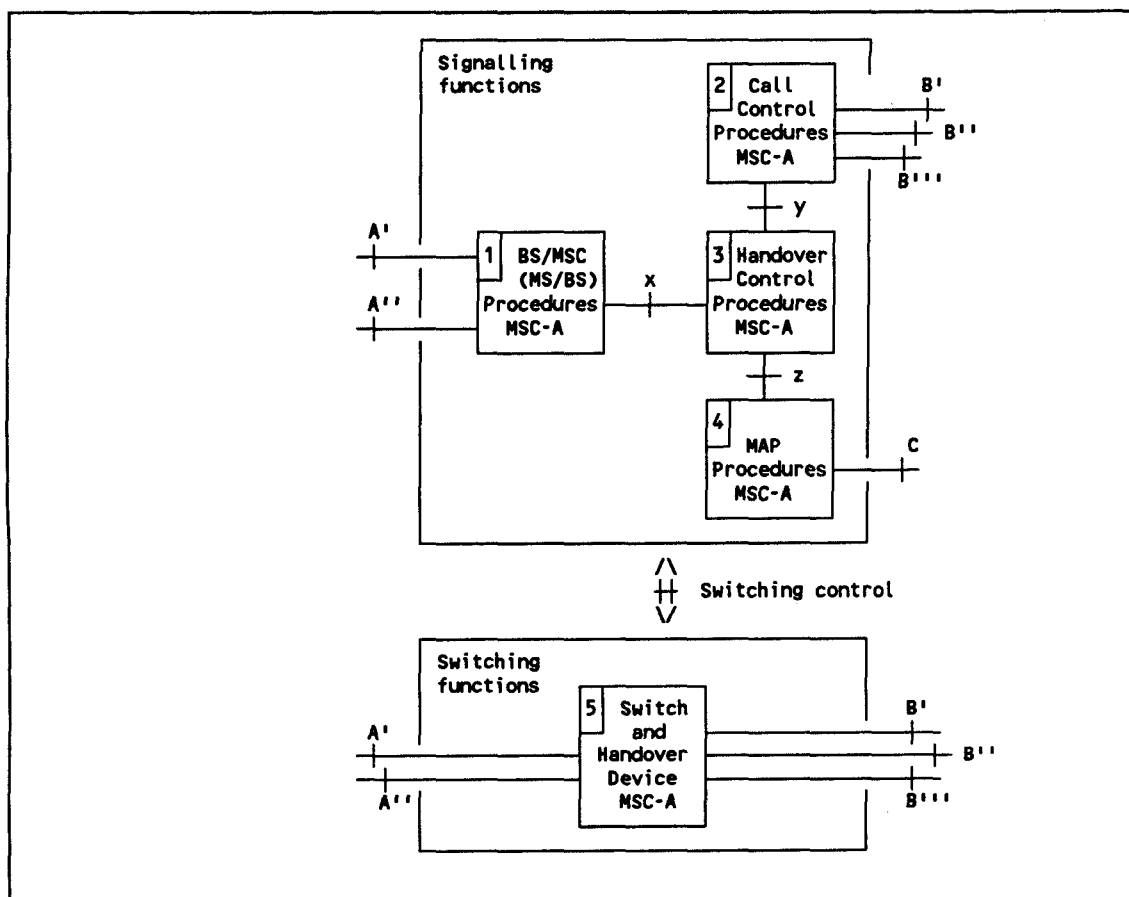 Signalling
functions
2 Call
Control
Procedures
MSC-A
B'
B''
B'''
y
A'
A''
1 BS/MSC
(MS/BS)
Procedures
MSC-A
x
3 Handover
Control
Procedures
MSC-A
z
4
MAP
Procedures
MSC-A
C
Switching control
Switching
functions
5 Switch
and
Handover
Device
MSC-A
A'
A''
B'
B''
B'''